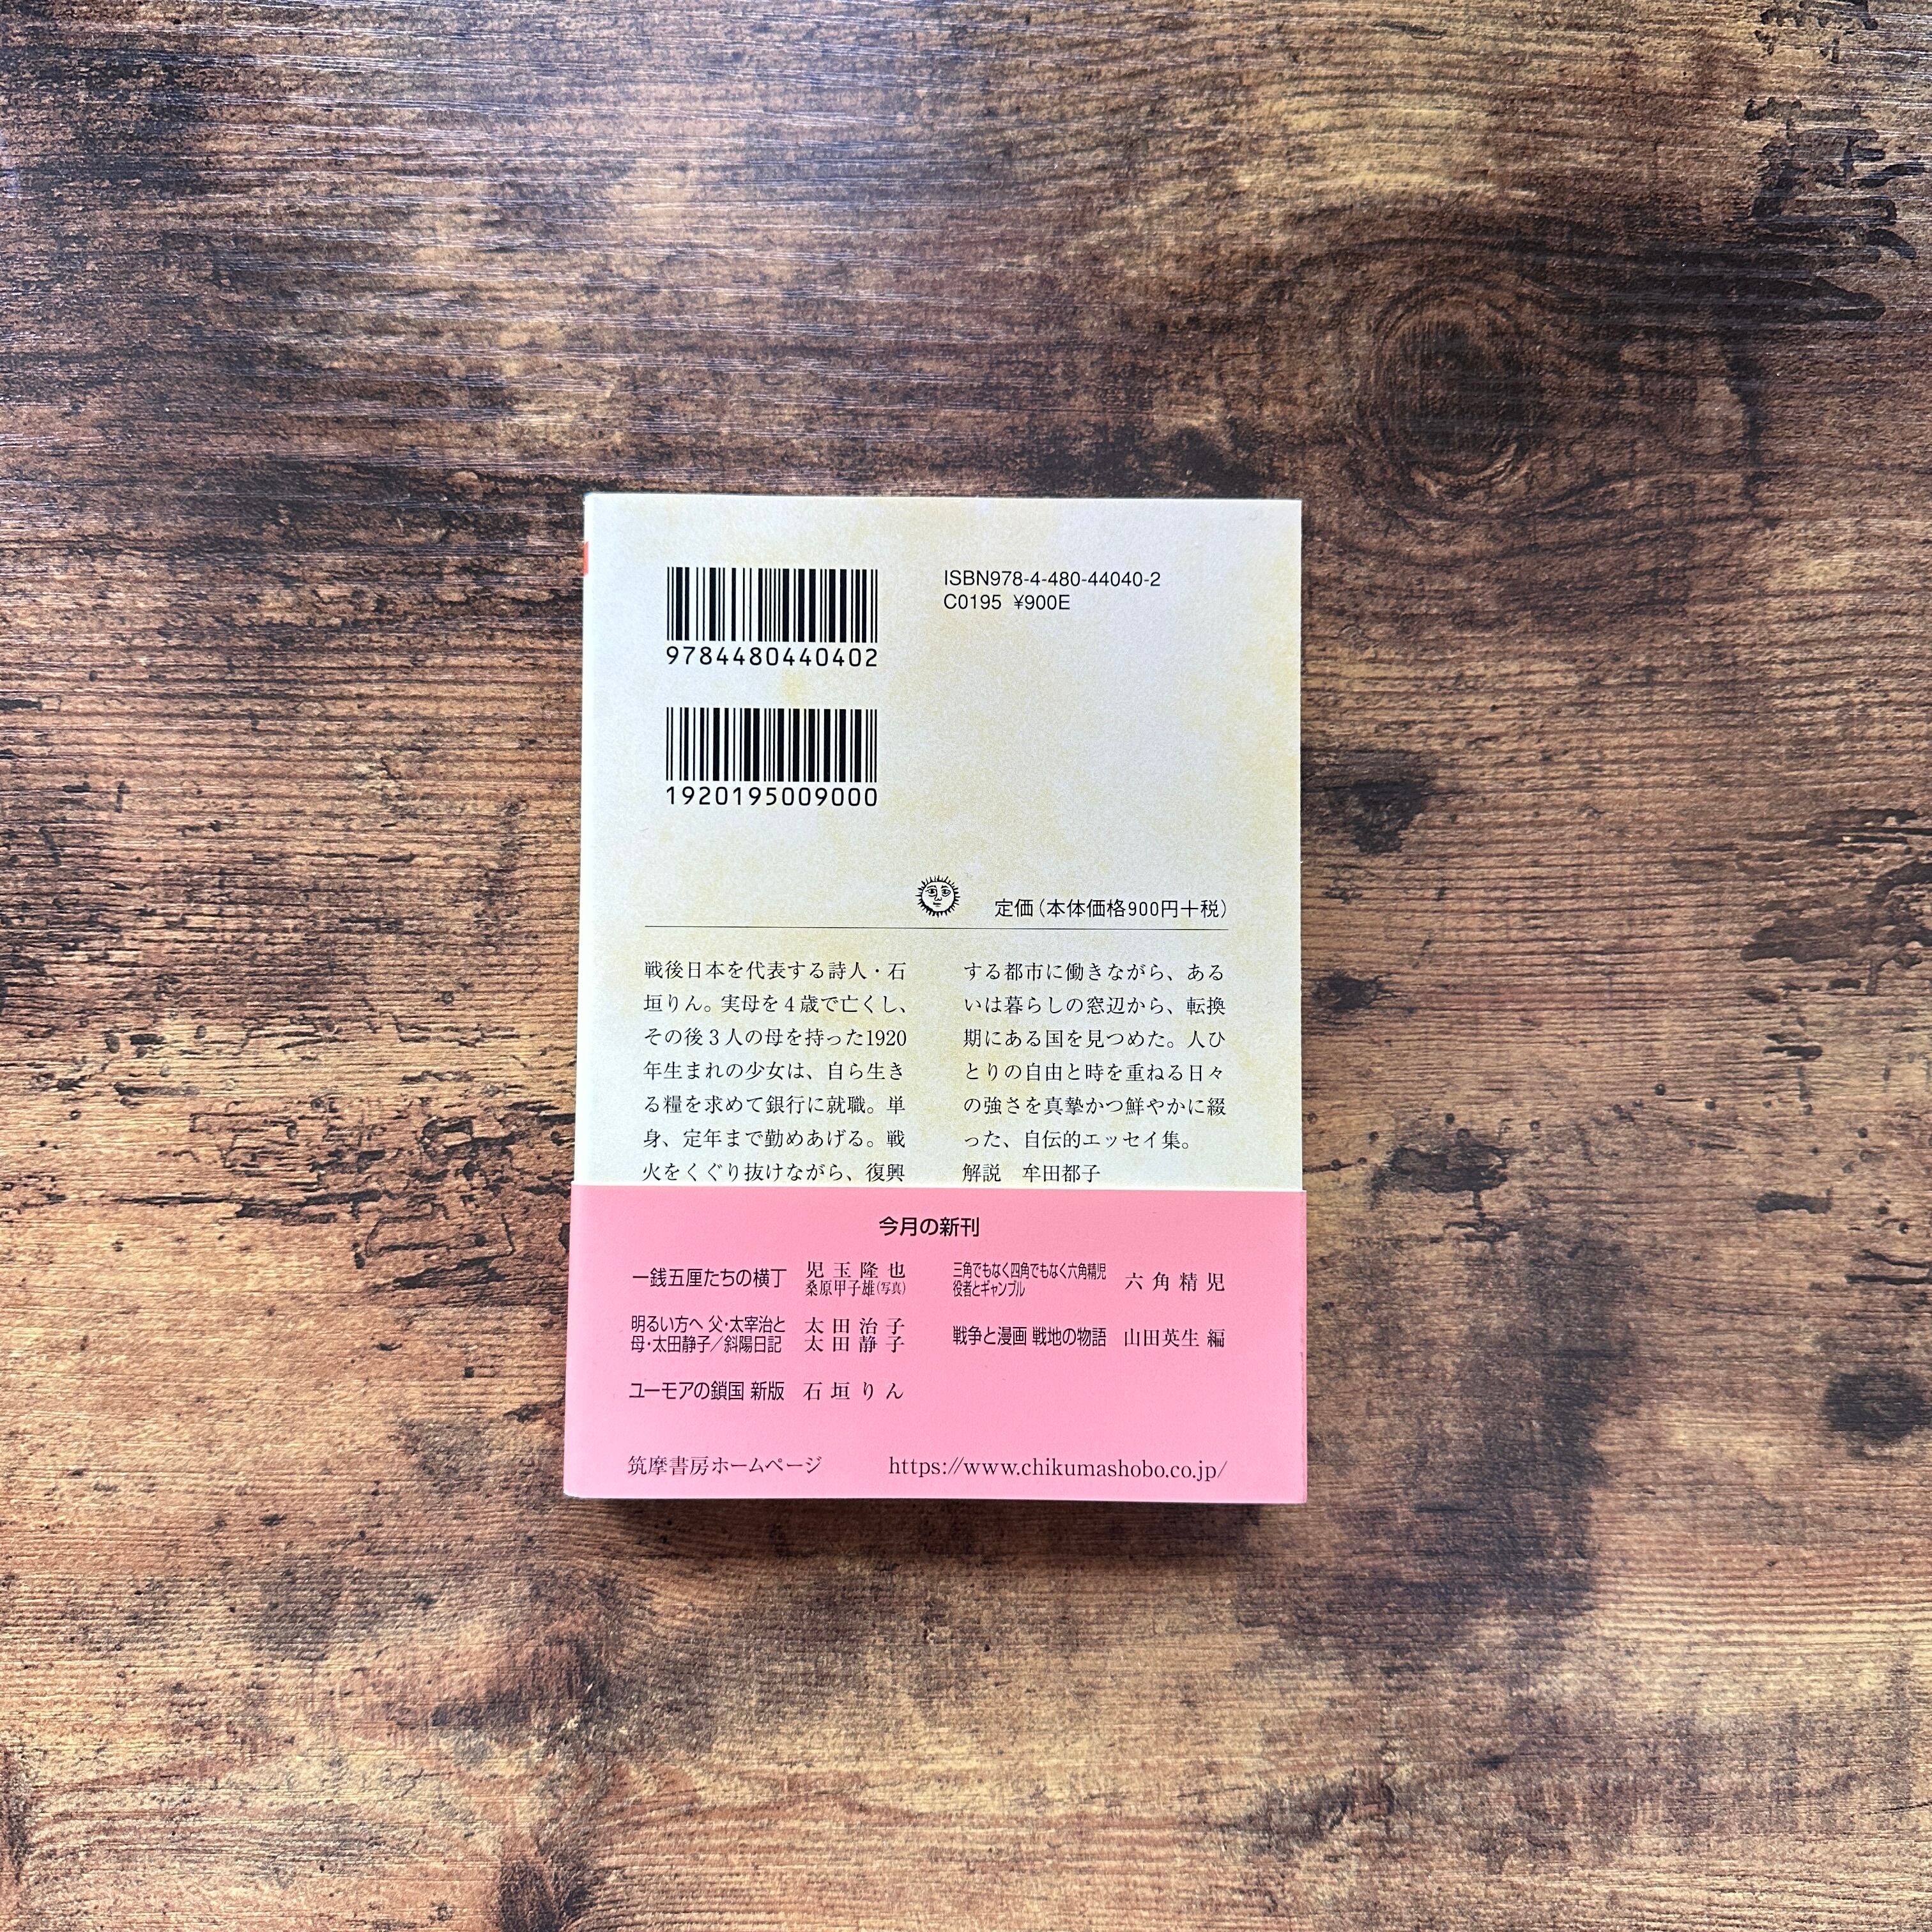 9784480440402
1920195009000
ISBN978-4-480-44040-2
C0195 ¥900E
定価(本体価格900円+税)
戦後日本を代表する詩人・石
垣りん。実母を4歳で亡くし、
その後3人の母を持った1920
年生まれの少女は、自ら生き
る糧を求めて銀行に就職。単
身、定年まで勤めあげる。戦
火をくぐり抜けながら、復興
する都市に働きながら、ある
いは暮らしの窓辺から、転換
期にある国を見つめた。人ひ
とりの自由と時を重ねる日々
の強さを真摯かつ鮮やかに綴
った、自伝的エッセイ集。
解説 牟田都子
今月の新刊
一銭五厘たちの横丁 児玉隆也
桑原甲子雄(写真)
明るい方へ 父・太宰治と 太田治子
母・太田静子/斜陽日記 太田静子
ユーモアの鎖国 新版 石垣りん
三角でもなく四角でもなく六角精児
役者とギャンブル 六角精児
戦争と漫画 戦地の物語 山田英生 編
筑摩書房ホームページ https://www.chikumashobo.co.jp/